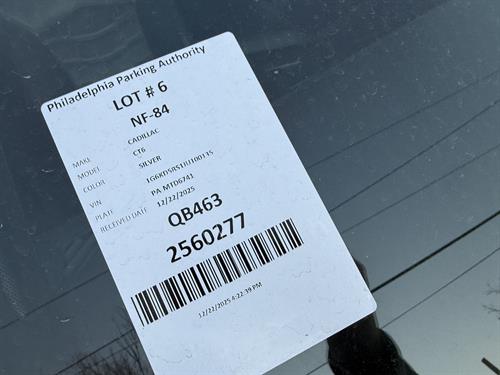 Philadelphia Parking Authority
LOT # 6
NF-84
MAKE CADILLAC
MODEL CT6
COLOR SILVER
VIN 1G6KD5RS1JU100135
PLATE PA MTD6741
RECEIVED DATE 12/22/2025
QB463
2560277
12/22/2025 4:22:39 PM